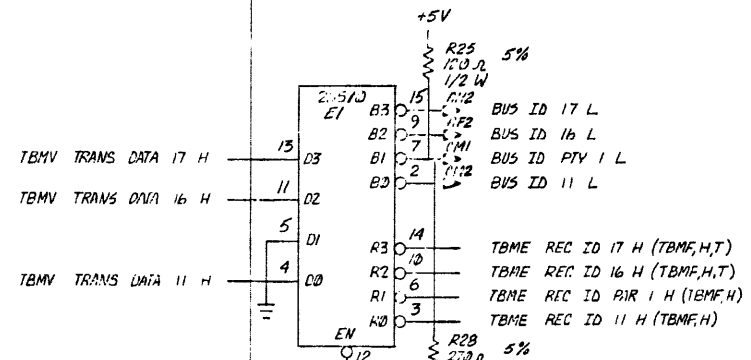 +5V
R25 5%
100 Ω
1/2 W
E1
15 B3 BUS ID 17 L
9 B2 BUS ID 16 L
TBMV TRANS DATA 17 H 13 D3 7 B1 BUS ID PTY 1 L
2 B0 BUS ID 11 L
TBMV TRANS DATA 16 H 11 D2
5 D1
14 R3 TBME REC ID 17 H (TBMF,H,T)
10 R2 TBME REC ID 16 H (TBMF,H,T)
TBMV TRANS DATA 11 H 4 D0 6 R1 TBME REC ID PAR 1 H (TBMF,H)
3 R0 TBME REC ID 11 H (TBMF,H)
EN
12
R28 5%